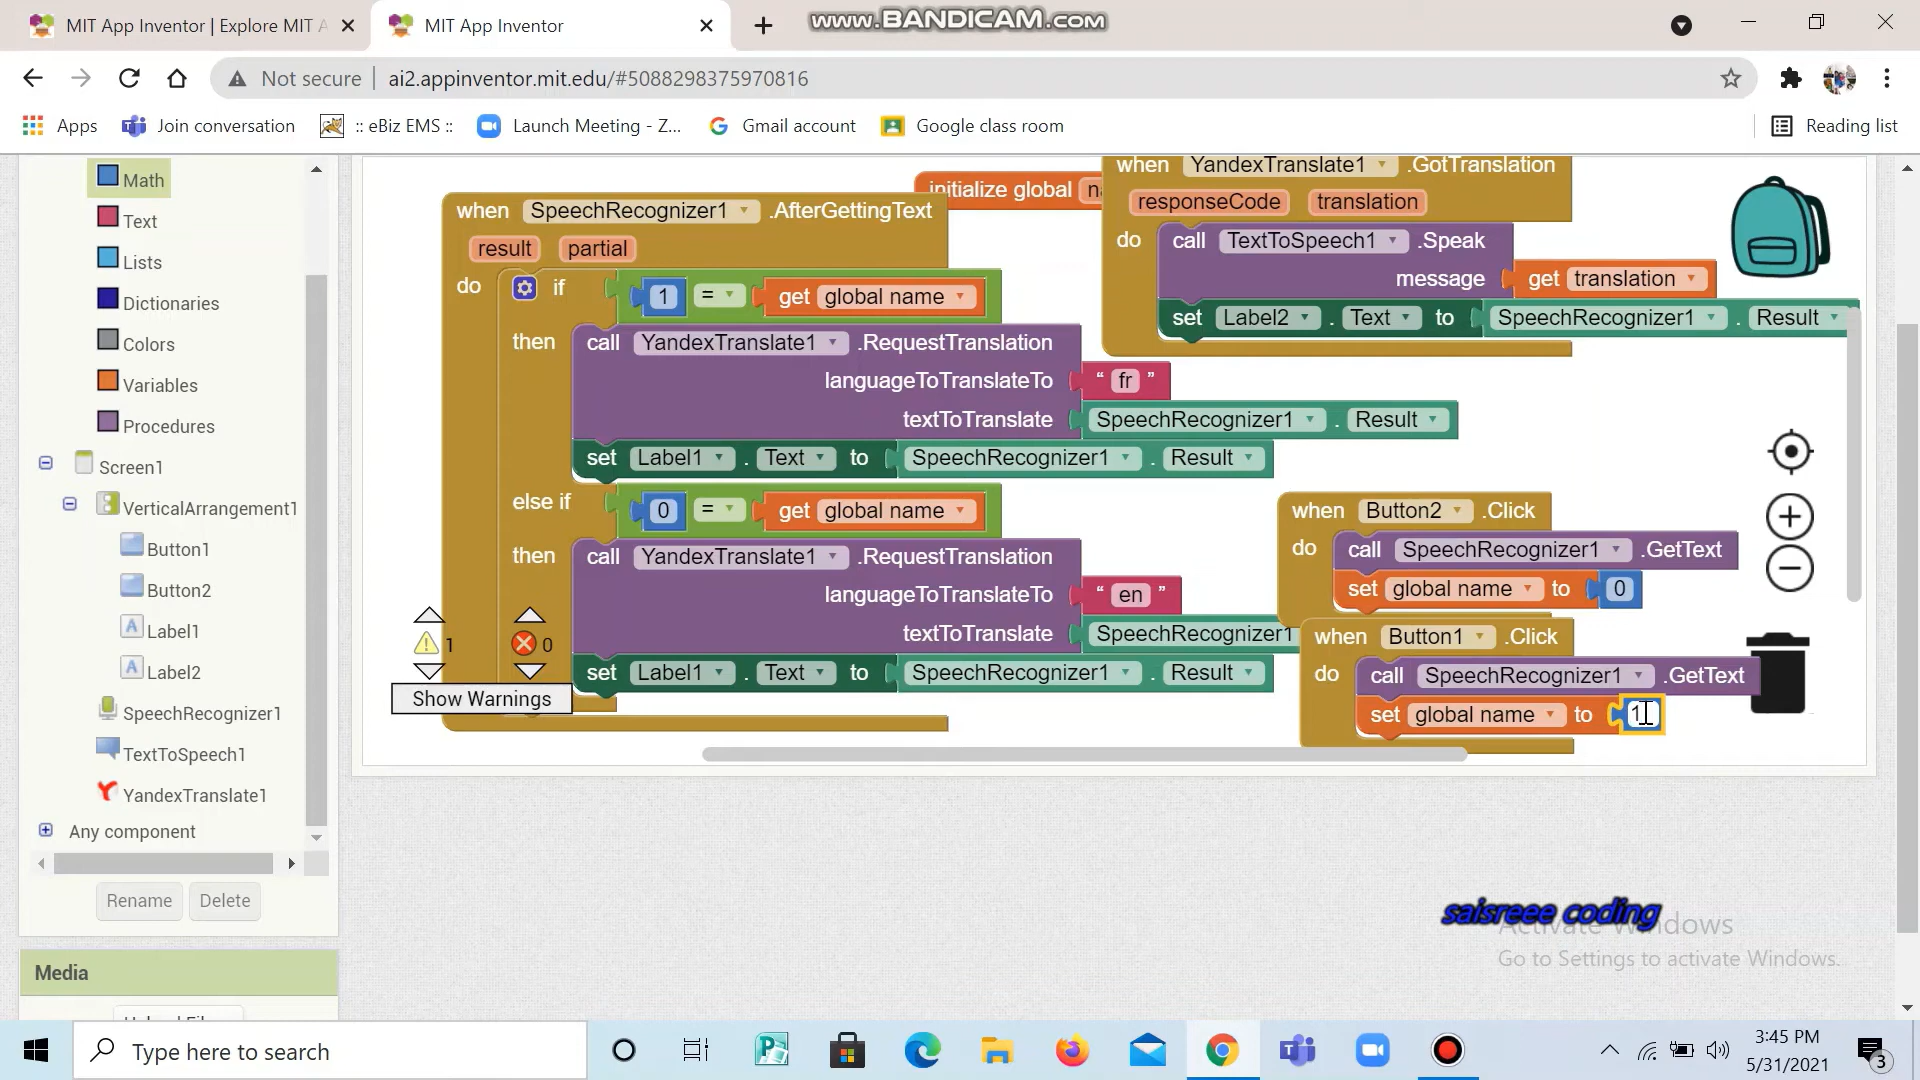 MIT App Inventor | Explore MIT A
MIT App Inventor
www.BANDICAM.com
Not secure
ai2.appinventor.mit.edu/#5088298375970816
Apps
Join conversation
:: eBiz EMS ::
Launch Meeting - Z...
Gmail account
Google class room
Reading list
Math
Text
Lists
Dictionaries
Colors
Variables
Procedures
Screen1
VerticalArrangement1
Button1
Button2
Label1
Label2
SpeechRecognizer1
TextToSpeech1
YandexTranslate1
Any component
Rename
Delete
Media
initialize global
when SpeechRecognizer1 .AfterGettingText
result partial
do if 1 = get global name
then call YandexTranslate1 .RequestTranslation
languageToTranslateTo " fr "
textToTranslate SpeechRecognizer1 . Result
set Label1 . Text to SpeechRecognizer1 . Result
else if 0 = get global name
then call YandexTranslate1 .RequestTranslation
languageToTranslateTo " en "
textToTranslate SpeechRecognizer1
set Label1 . Text to SpeechRecognizer1 . Result
when YandexTranslate1 .GotTranslation
responseCode translation
do call TextToSpeech1 .Speak
message get translation
set Label2 . Text to SpeechRecognizer1 . Result
when Button2 .Click
do call SpeechRecognizer1 .GetText
set global name to 0
when Button1 .Click
do call SpeechRecognizer1 .GetText
set global name to 1
1
0
Show Warnings
saisreee coding
Activate Windows
Go to Settings to activate Windows.
Type here to search
3:45 PM
5/31/2021
3